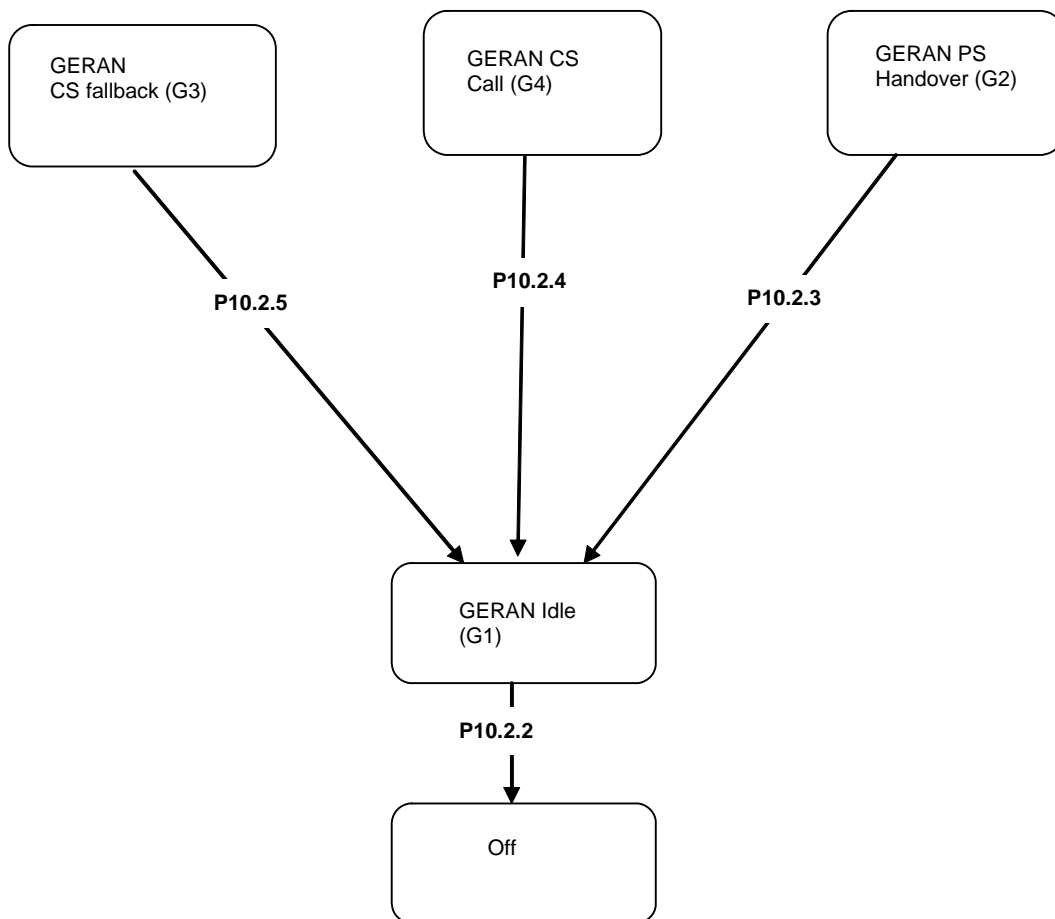 GERAN
CS fallback (G3)
GERAN CS
Call (G4)
GERAN PS
Handover (G2)
P10.2.5
P10.2.4
P10.2.3
GERAN Idle
(G1)
P10.2.2
Off